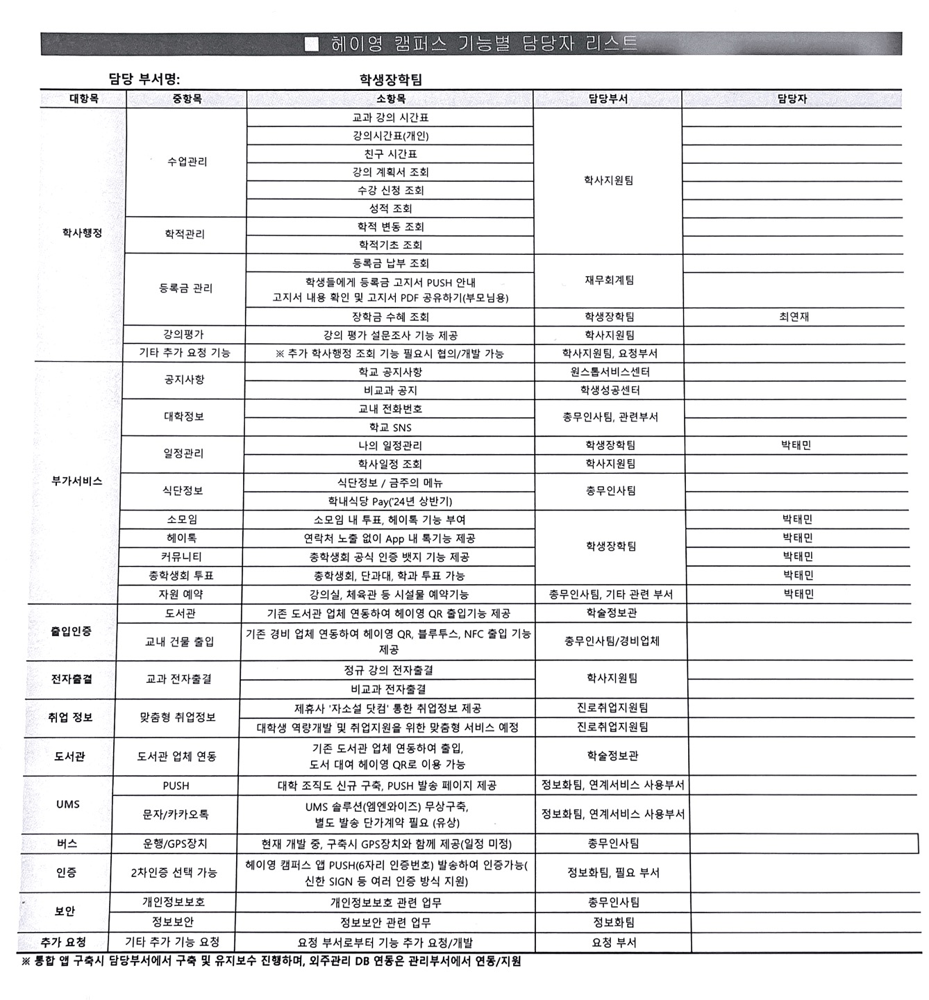 ■ 헤이영 캠퍼스 기능별 담당자 리스트
담당 부서명: 학생장학팀
대항목 중항목 소항목 담당부서 담당자
학사행정 수업관리 교과 강의 시간표 학사지원팀
강의시간표(개인)
친구 시간표
강의 계획서 조회
수강 신청 조회
성적 조회
학적관리 학적 변동 조회
학적기초 조회
등록금 관리 등록금 납부 조회 재무회계팀
학생들에게 등록금 고지서 PUSH 안내
고지서 내용 확인 및 고지서 PDF 공유하기(부모님용)
장학금 수혜 조회 학생장학팀 최연재
강의평가 강의 평가 설문조사 기능 제공 학사지원팀
기타 추가 요청 기능 ※ 추가 학사행정 조회 기능 필요시 협의/개발 가능 학사지원팀, 요청부서
부가서비스 공지사항 학교 공지사항 원스톱서비스센터
비교과 공지 학생성공센터
대학정보 교내 전화번호 총무인사팀, 관련부서
학교 SNS
일정관리 나의 일정관리 학생장학팀 박태민
학사일정 조회 학사지원팀
식단정보 식단정보 / 금주의 메뉴 총무인사팀
학내식당 Pay('24년 상반기)
소모임 소모임 내 투표, 헤이톡 기능 부여 학생장학팀 박태민
헤이톡 연락처 노출 없이 App 내 톡기능 제공 박태민
커뮤니티 총학생회 공식 인증 뱃지 기능 제공 박태민
총학생회 투표 총학생회, 단과대, 학과 투표 가능 박태민
자원 예약 강의실, 체육관 등 시설물 예약기능 총무인사팀, 기타 관련 부서 박태민
출입인증 도서관 기존 도서관 업체 연동하여 헤이영 QR 출입기능 제공 학술정보관
교내 건물 출입 기존 경비 업체 연동하여 헤이영 QR, 블루투스, NFC 출입 기능
제공 총무인사팀/경비업체
전자출결 교과 전자출결 정규 강의 전자출결 학사지원팀
비교과 전자출결
취업 정보 맞춤형 취업정보 제휴사 '자소설 닷컴' 통한 취업정보 제공 진로취업지원팀
대학생 역량개발 및 취업지원을 위한 맞춤형 서비스 예정 진로취업지원팀
도서관 도서관 업체 연동 기존 도서관 업체 연동하여 출입,
도서 대여 헤이영 QR로 이용 가능 학술정보관
UMS PUSH 대학 조직도 신규 구축, PUSH 발송 페이지 제공 정보화팀, 연계서비스 사용부서
문자/카카오톡 UMS 솔루션(엠엔와이즈) 무상구축,
별도 발송 단가계약 필요 (유상) 정보화팀, 연계서비스 사용부서
버스 운행/GPS장치 현재 개발 중, 구축시 GPS장치와 함께 제공(일정 미정) 총무인사팀
인증 2차인증 선택 가능 헤이영 캠퍼스 앱 PUSH(6자리 인증번호) 발송하여 인증가능(
신한 SIGN 등 여러 인증 방식 지원) 정보화팀, 필요 부서
보안 개인정보보호 개인정보보호 관련 업무 총무인사팀
정보보안 정보보안 관련 업무 정보화팀
추가 요청 기타 추가 기능 요청 요청 부서로부터 기능 추가 요청/개발 요청 부서
※ 통합 앱 구축시 담당부서에서 구축 및 유지보수 진행하며, 외주관리 DB 연동은 관리부서에서 연동/지원